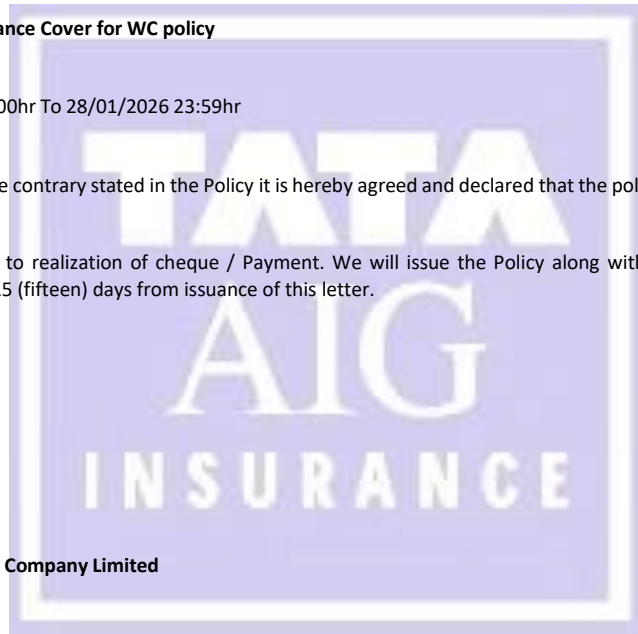 ance Cover for WC policy
00hr To 28/01/2026 23:59hr
e contrary stated in the Policy it is hereby agreed and declared that the pol
TATA
to realization of cheque / Payment. We will issue the Policy along wit
5 (fifteen) days from issuance of this letter.
AIG
INSURANCE
Company Limited